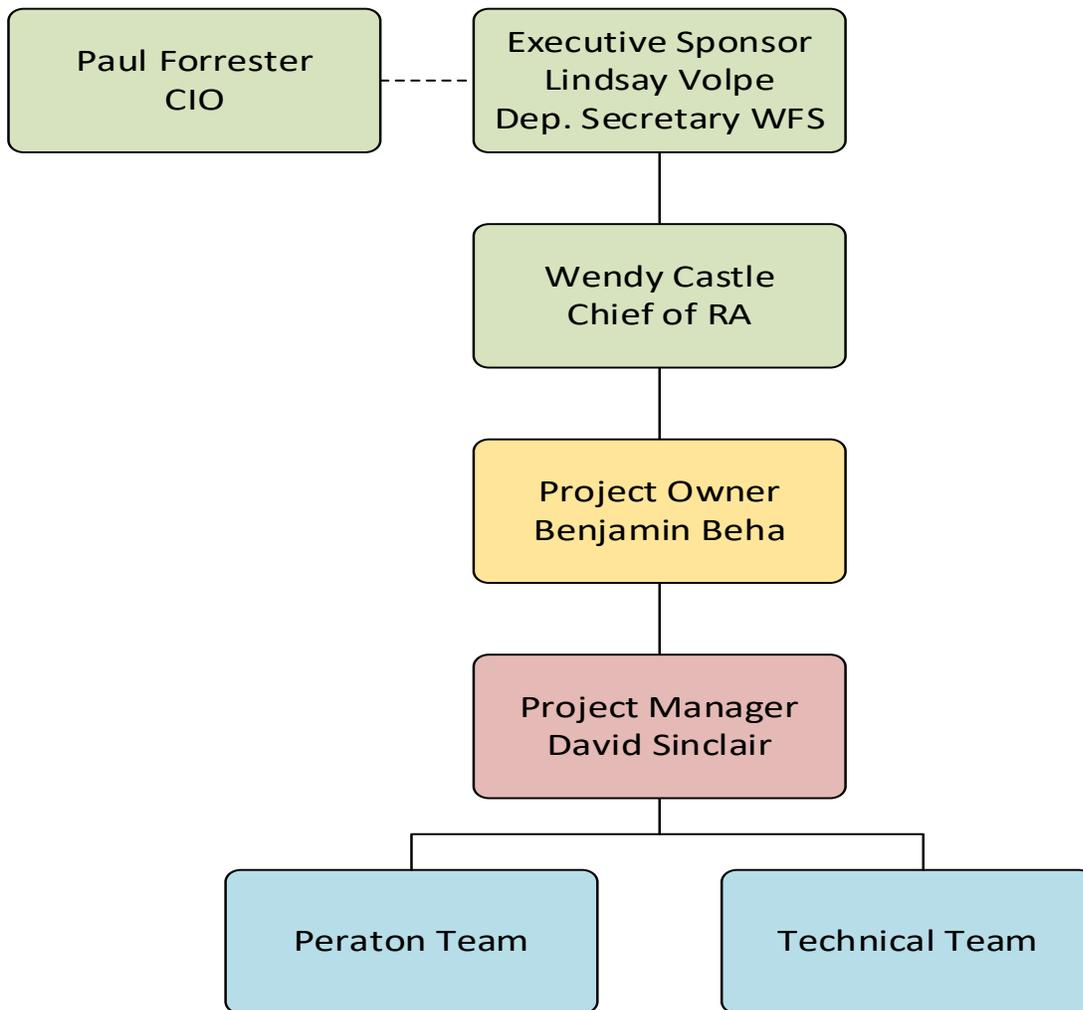 Paul Forrester
CIO
Executive Sponsor
Lindsay Volpe
Dep. Secretary WFS
Wendy Castle
Chief of RA
Project Owner
Benjamin Beha
Project Manager
David Sinclair
Peraton Team
Technical Team